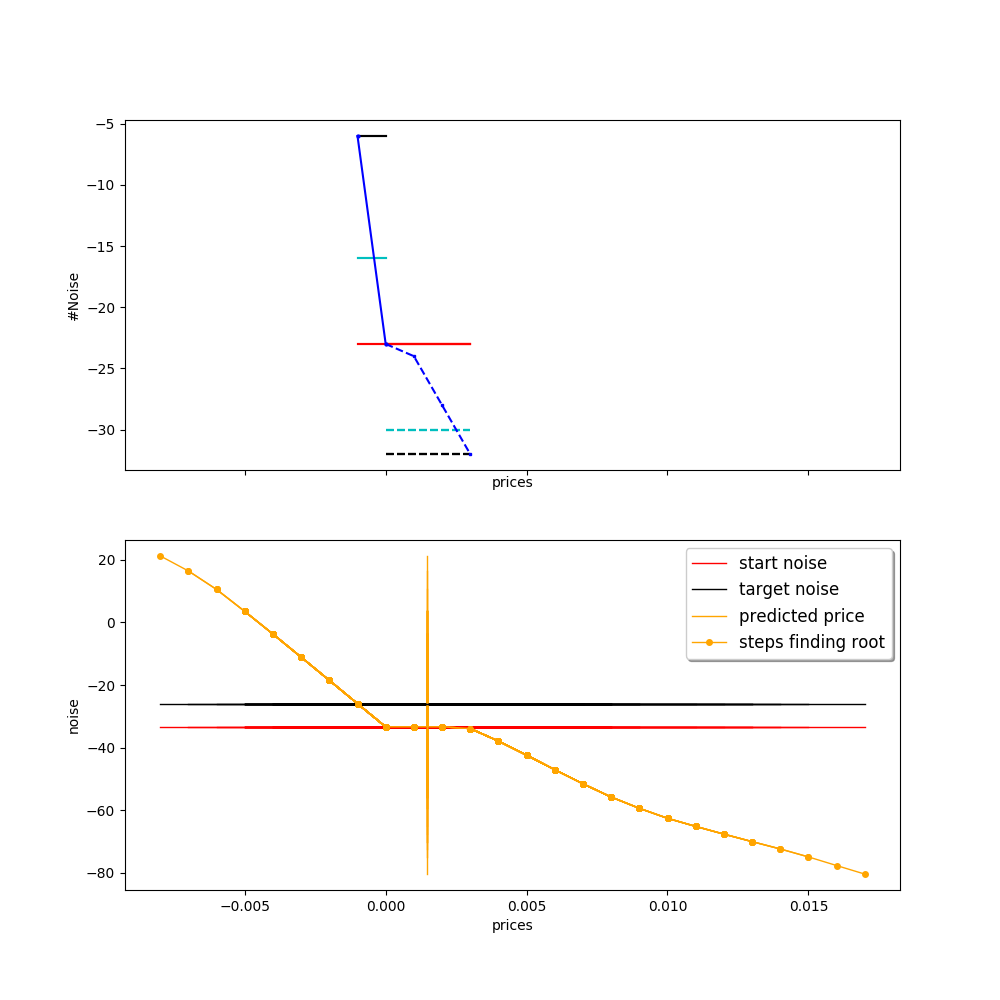 −5
−10
−15
−20
−25
−30
#Noise
prices
20
0
−20
−40
−60
−80
noise
start noise
target noise
predicted price
steps finding root
−0.005
0.000
0.005
0.010
0.015
prices